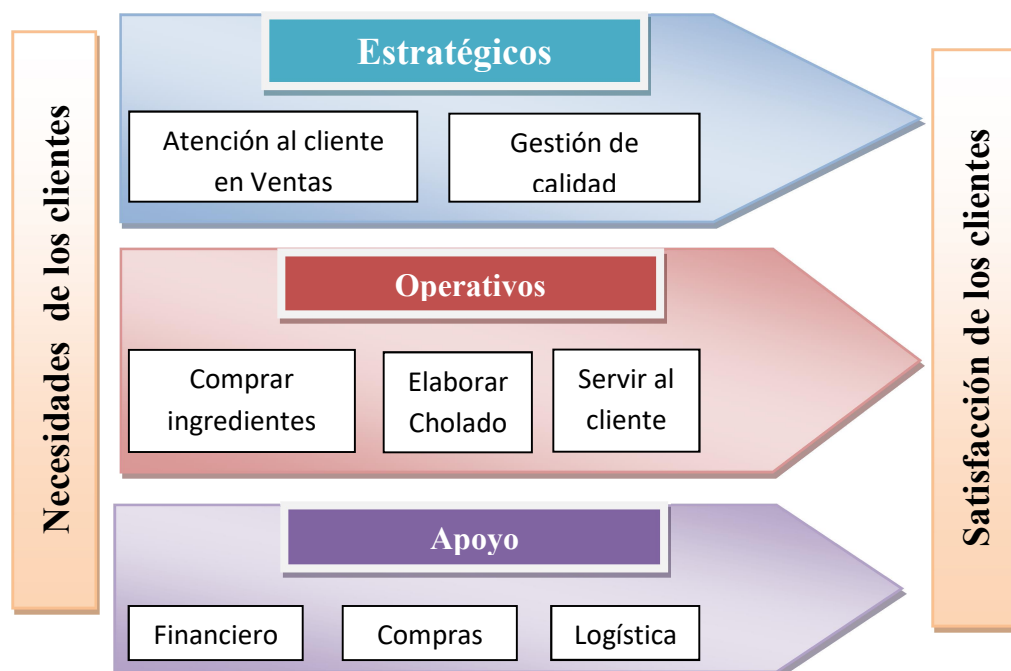 Necesidades de los clientes
Estratégicos
Atención al cliente
en Ventas
Gestión de
calidad
Operativos
Comprar
ingredientes
Elaborar
Cholado
Servir al
cliente
Apoyo
Financiero
Compras
Logística
Satisfacción de los clientes